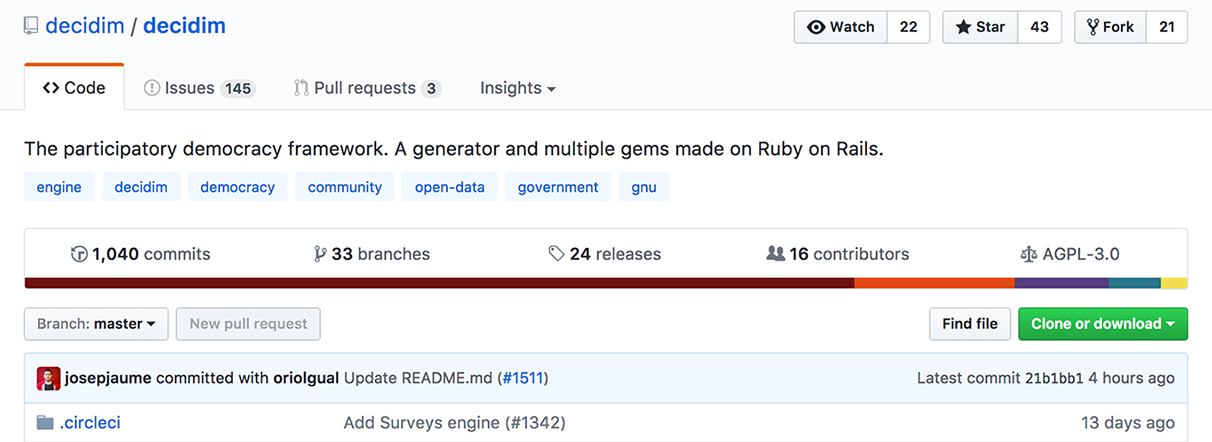 decidim / decidim Watch 22 Star 43 Fork 21
Code Issues 145 Pull requests 3 Insights
The participatory democracy framework. A generator and multiple gems made on Ruby on Rails.
engine decidim democracy community open-data government gnu
1,040 commits 33 branches 24 releases 16 contributors AGPL-3.0
Branch: master New pull request Find file Clone or download
josepjaume committed with oriolgual Update README.md (#1511) Latest commit 21b1bb1 4 hours ago
.circleci Add Surveys engine (#1342) 13 days ago